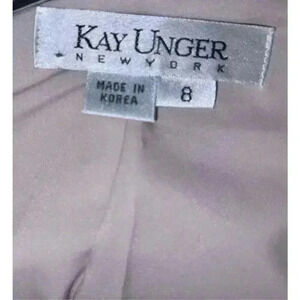 KAY UNGER
NEW YORK
MADE IN
KOREA
8